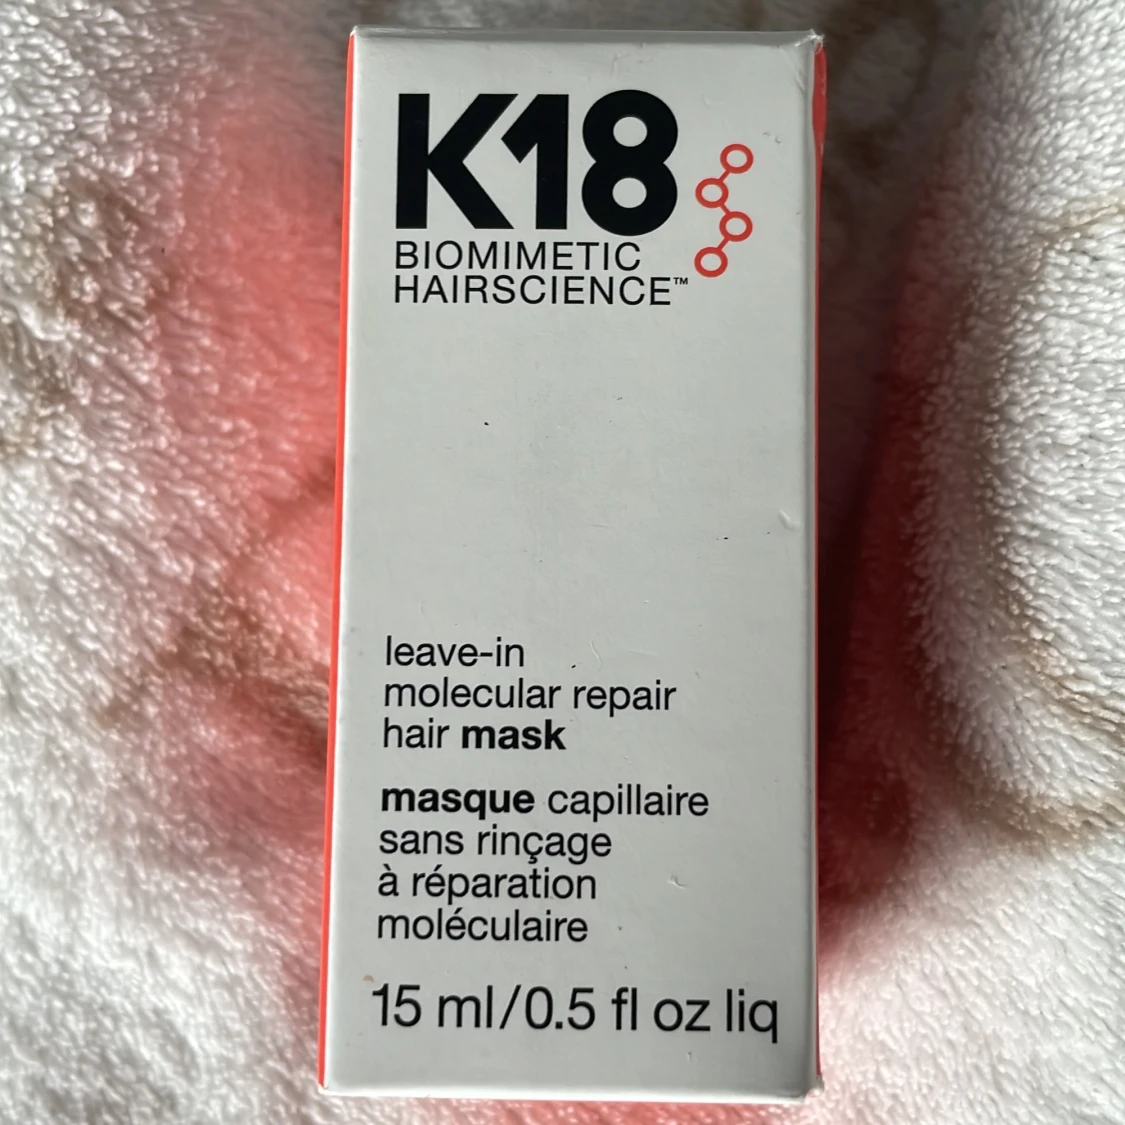 K18
BIOMIMETIC
HAIRSCIENCE™
leave-in
molecular repair
hair mask
masque capillaire
sans rinçage
à réparation
moléculaire
15 ml/0.5 fl oz liq